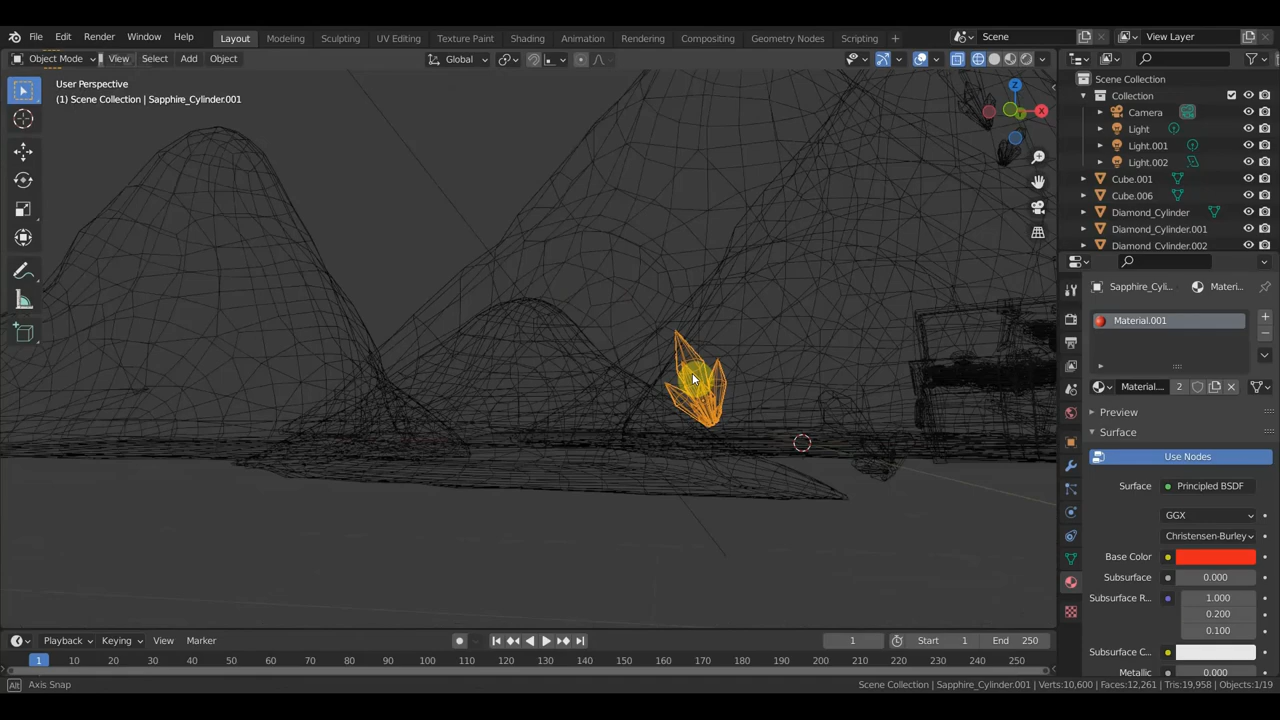 File Edit Render Window Help Layout Modeling Sculpting UV Editing Texture Paint Shading Animation Rendering Compositing Geometry Nodes Scripting + Scene View Layer
Object Mode View Select Add Object Global
User Perspective
(1) Scene Collection | Sapphire_Cylinder.001
Z
X
Y
Scene Collection
Collection
Camera
Light
Light.001
Light.002
Cube.001
Cube.006
Diamond_Cylinder
Diamond_Cylinder.001
Diamond_Cylinder.002
Sapphire_Cyli... Materi...
Material.001
Material... 2
Preview
Surface
Use Nodes
Surface Principled BSDF
GGX
Christensen-Burley
Base Color
Subsurface 0.000
Subsurface R... 1.000
0.200
0.100
Subsurface C...
Metallic 0.000
Playback Keying View Marker 1 Start 1 End 250
1 10 20 30 40 50 60 70 80 90 100 110 120 130 140 150 160 170 180 190 200 210 220 230 240 250
Alt Axis Snap Scene Collection | Sapphire_Cylinder.001 | Verts:10,600 | Faces:12,261 | Tris:19,958 | Objects:1/19